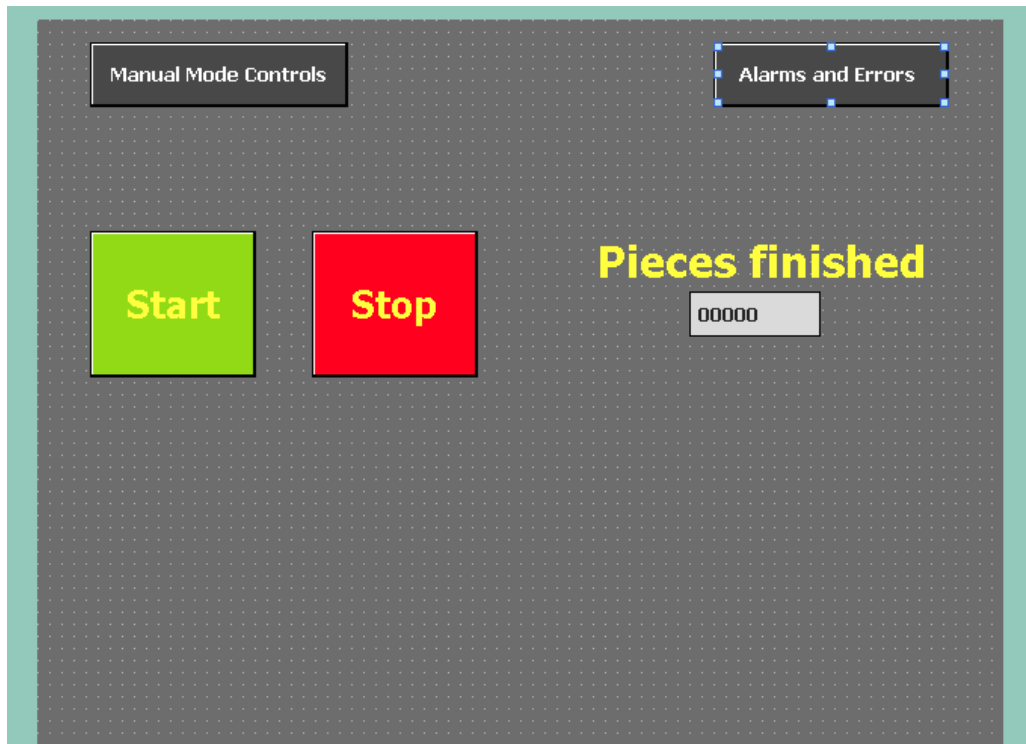 Manual Mode Controls
Alarms and Errors
Start
Stop
Pieces finished
00000